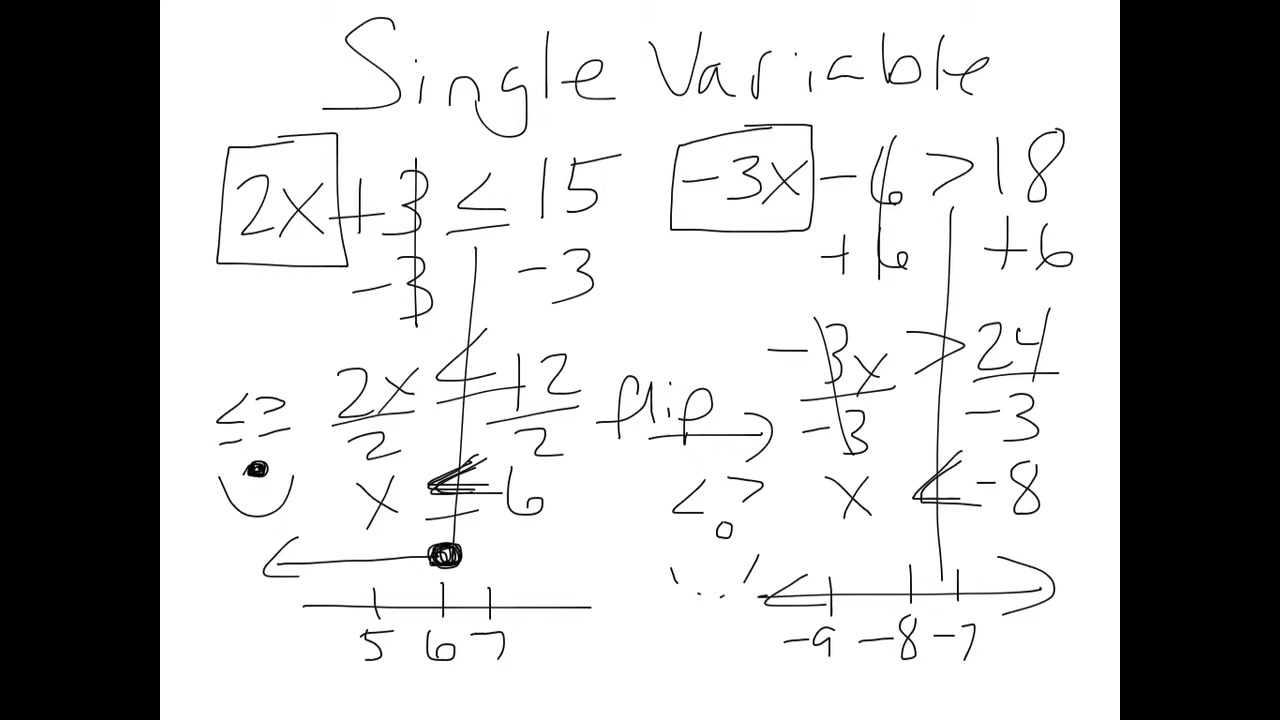 Single Variable
2x + 3 ≤ 15
-3 -3
2x ≤ 12
2 2
x ≤ 6
≤ ≥
5 6 7
-3x - 6 > 18
+6 +6
flip
-3x > 24
-3 -3
x < -8
< >
-9 -8 -7